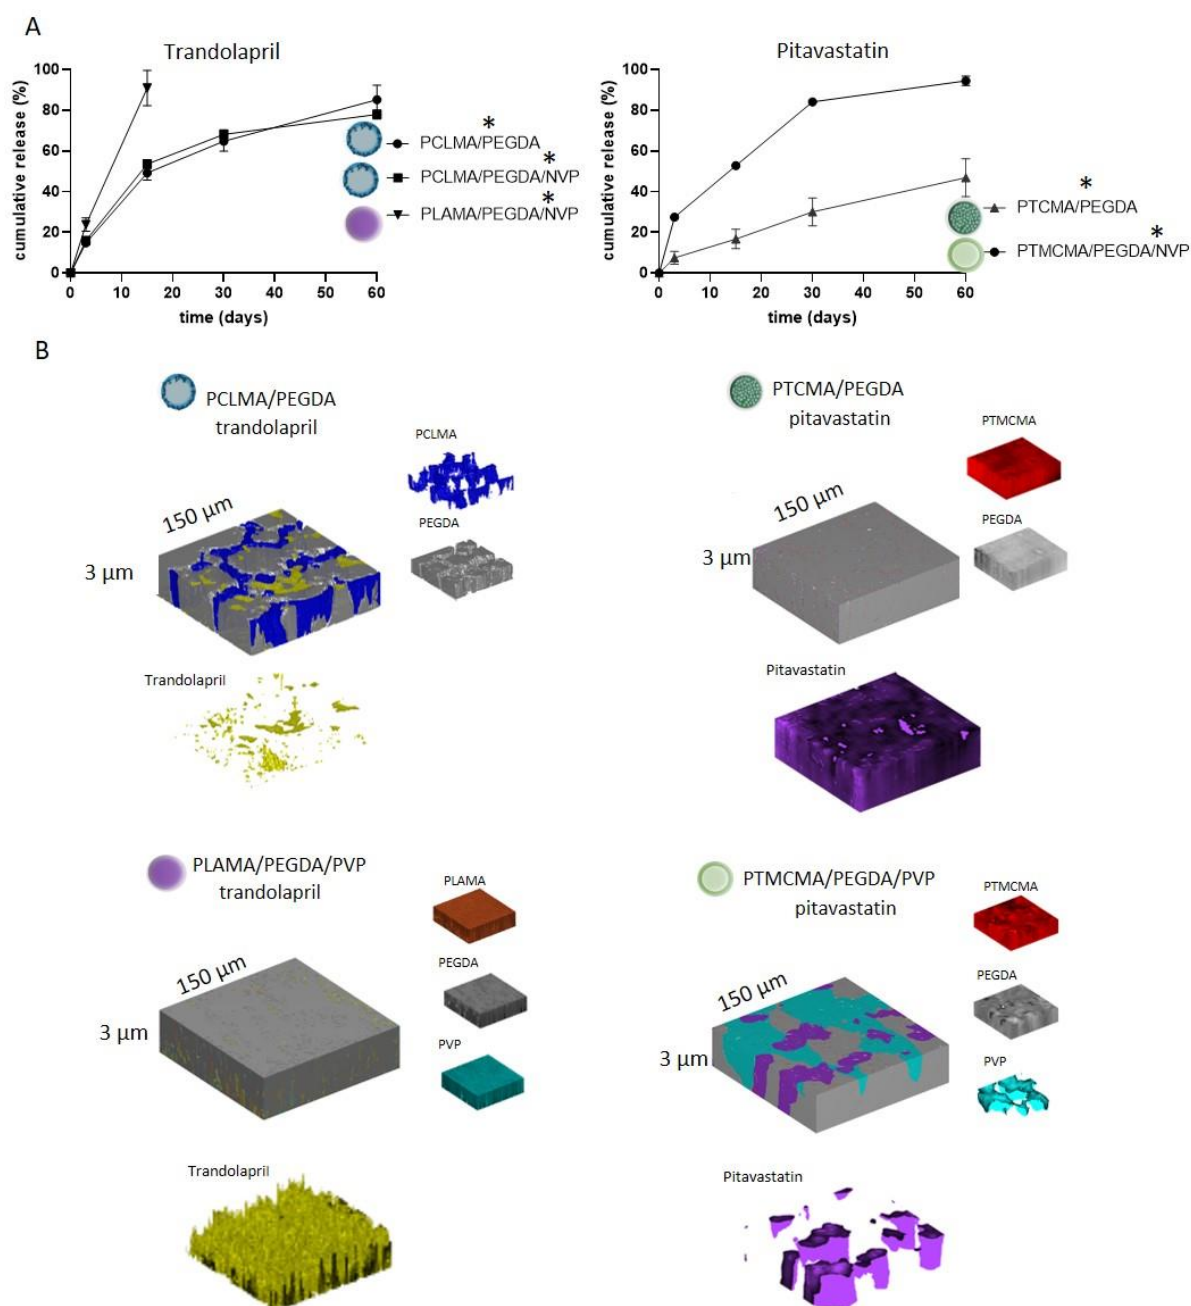 A
Trandolapril
cumulative release (%)
100
80
60
40
20
0
0 10 20 30 40 50 60
time (days)
*
PCLMA/PEGDA
*
PCLMA/PEGDA/NVP
*
PLAMA/PEGDA/NVP
Pitavastatin
cumulative release (%)
100
80
60
40
20
0
0 10 20 30 40 50 60
time (days)
*
PTCMA/PEGDA
*
PTMCMA/PEGDA/NVP
B
PCLMA/PEGDA
trandolapril
PCLMA
PEGDA
150 µm
3 µm
Trandolapril
PTCMA/PEGDA
pitavastatin
PTMCMA
PEGDA
150 µm
3 µm
Pitavastatin
PLAMA/PEGDA/PVP
trandolapril
PLAMA
PEGDA
PVP
150 µm
3 µm
Trandolapril
PTMCMA/PEGDA/PVP
pitavastatin
PTMCMA
PEGDA
PVP
150 µm
3 µm
Pitavastatin